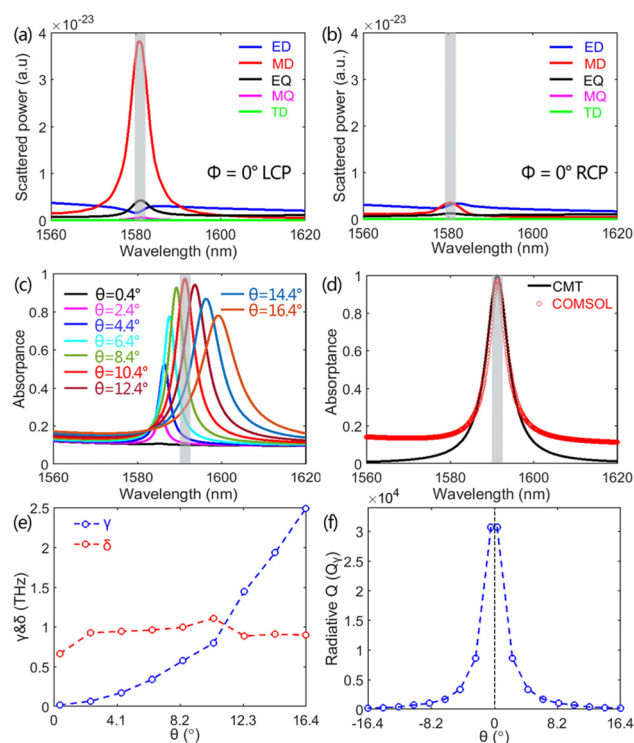 (a)
×10-23
4
3
2
1
0
Scattered power (a.u)
ED
MD
EQ
MQ
TD
Φ = 0° LCP
1560 1580 1600 1620
Wavelength (nm)
(b)
×10-23
4
3
2
1
0
Scattered power (a.u.)
ED
MD
EQ
MQ
TD
Φ = 0° RCP
1560 1580 1600 1620
Wavelength (nm)
(c)
1
0.8
0.6
0.4
0.2
0
Absorpance
θ=0.4°
θ=2.4°
θ=4.4°
θ=6.4°
θ=8.4°
θ=10.4°
θ=12.4°
θ=14.4°
θ=16.4°
1560 1580 1600 1620
Wavelength (nm)
(d)
1
0.8
0.6
0.4
0.2
0
Absorptance
CMT
COMSOL
1560 1580 1600 1620
Wavelength (nm)
(e)
2.5
2
1.5
1
0.5
0
γ&δ (THz)
γ
δ
0 4.1 8.2 12.3 16.4
θ (°)
(f)
×104
3.5
3
2.5
2
1.5
1
0.5
0
Radiative Q (Qγ)
-16.4 -8.2 0 8.2 16.4
θ (°)